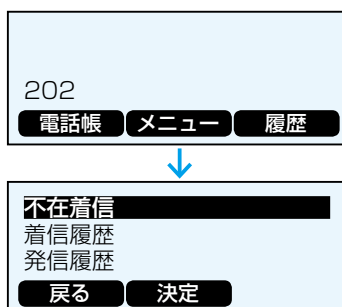 202
電話帳 メニュー 履歴
不在着信
着信履歴
発信履歴
戻る 決定